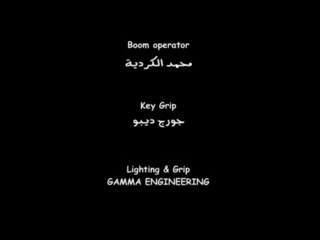 Boom operator
محمد الكردية
Key Grip
جورج ديبو
Lighting & Grip
GAMMA ENGINEERING